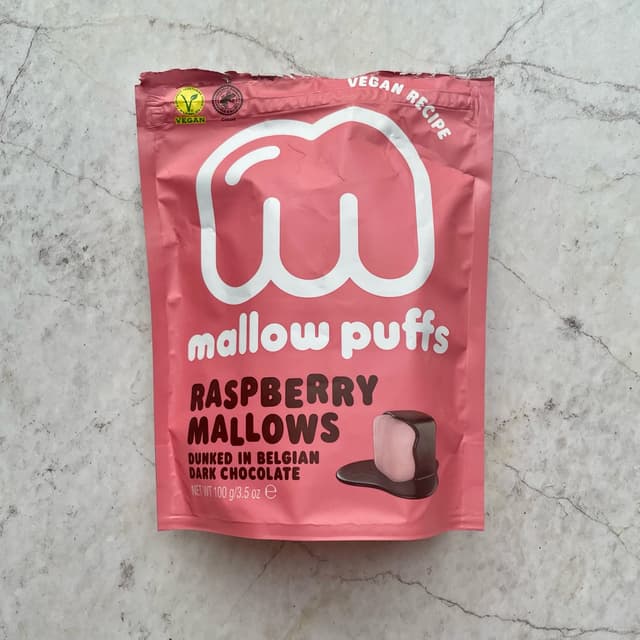 VEGAN
VEGAN RECIPE
mallow puffs
RASPBERRY
MALLOWS
DUNKED IN BELGIAN
DARK CHOCOLATE
NET WT 100 g/3.5 oz ℮